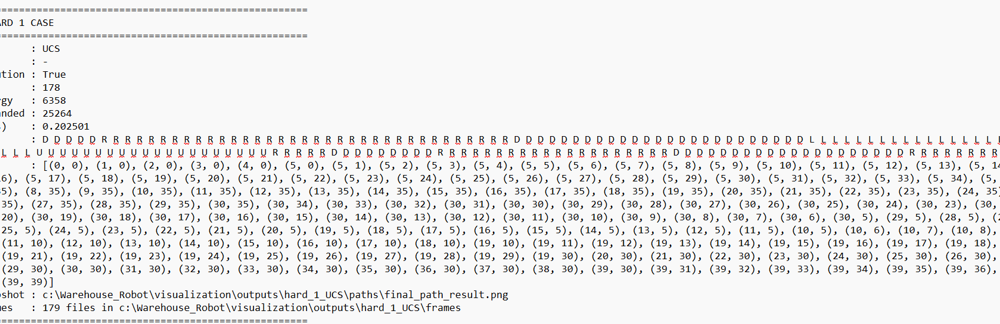 ====================================================
ARD 1 CASE
====================================================
: UCS
: -
ution : True
: 178
rgy : 6358
anded : 25264
s) : 0.202501
: D D D D D R R R R R R R R R R R R R R R R R R R R R R R R R R R R R R R R R R R D D D D D D D D D D D D D D D D D D D D D D D D D L L L L L L L L L L L L L L L L
L L L U U U U U U U U U U U U U U U U U U U U R R R R R D D D D D D D D D R R R R R R R R R R R R R R R R R R R R D D D D D D D D D D D D D D D D D D D D R R R R R R R R
: [(0, 0), (1, 0), (2, 0), (3, 0), (4, 0), (5, 0), (5, 1), (5, 2), (5, 3), (5, 4), (5, 5), (5, 6), (5, 7), (5, 8), (5, 9), (5, 10), (5, 11), (5, 12), (5, 13), (5, 14
16), (5, 17), (5, 18), (5, 19), (5, 20), (5, 21), (5, 22), (5, 23), (5, 24), (5, 25), (5, 26), (5, 27), (5, 28), (5, 29), (5, 30), (5, 31), (5, 32), (5, 33), (5, 34), (5,
35), (8, 35), (9, 35), (10, 35), (11, 35), (12, 35), (13, 35), (14, 35), (15, 35), (16, 35), (17, 35), (18, 35), (19, 35), (20, 35), (21, 35), (22, 35), (23, 35), (24, 35)
35), (27, 35), (28, 35), (29, 35), (30, 35), (30, 34), (30, 33), (30, 32), (30, 31), (30, 30), (30, 29), (30, 28), (30, 27), (30, 26), (30, 25), (30, 24), (30, 23), (30,
20), (30, 19), (30, 18), (30, 17), (30, 16), (30, 15), (30, 14), (30, 13), (30, 12), (30, 11), (30, 10), (30, 9), (30, 8), (30, 7), (30, 6), (30, 5), (29, 5), (28, 5), (2
25, 5), (24, 5), (23, 5), (22, 5), (21, 5), (20, 5), (19, 5), (18, 5), (17, 5), (16, 5), (15, 5), (14, 5), (13, 5), (12, 5), (11, 5), (10, 5), (10, 6), (10, 7), (10, 8),
(11, 10), (12, 10), (13, 10), (14, 10), (15, 10), (16, 10), (17, 10), (18, 10), (19, 10), (19, 11), (19, 12), (19, 13), (19, 14), (19, 15), (19, 16), (19, 17), (19, 18),
(19, 21), (19, 22), (19, 23), (19, 24), (19, 25), (19, 26), (19, 27), (19, 28), (19, 29), (19, 30), (20, 30), (21, 30), (22, 30), (23, 30), (24, 30), (25, 30), (26, 30),
(29, 30), (30, 30), (31, 30), (32, 30), (33, 30), (34, 30), (35, 30), (36, 30), (37, 30), (38, 30), (39, 30), (39, 31), (39, 32), (39, 33), (39, 34), (39, 35), (39, 36),
(39, 39)]
pshot : c:\Warehouse_Robot\visualization\outputs\hard_1_UCS\paths\final_path_result.png
mes : 179 files in c:\Warehouse_Robot\visualization\outputs\hard_1_UCS\frames
====================================================